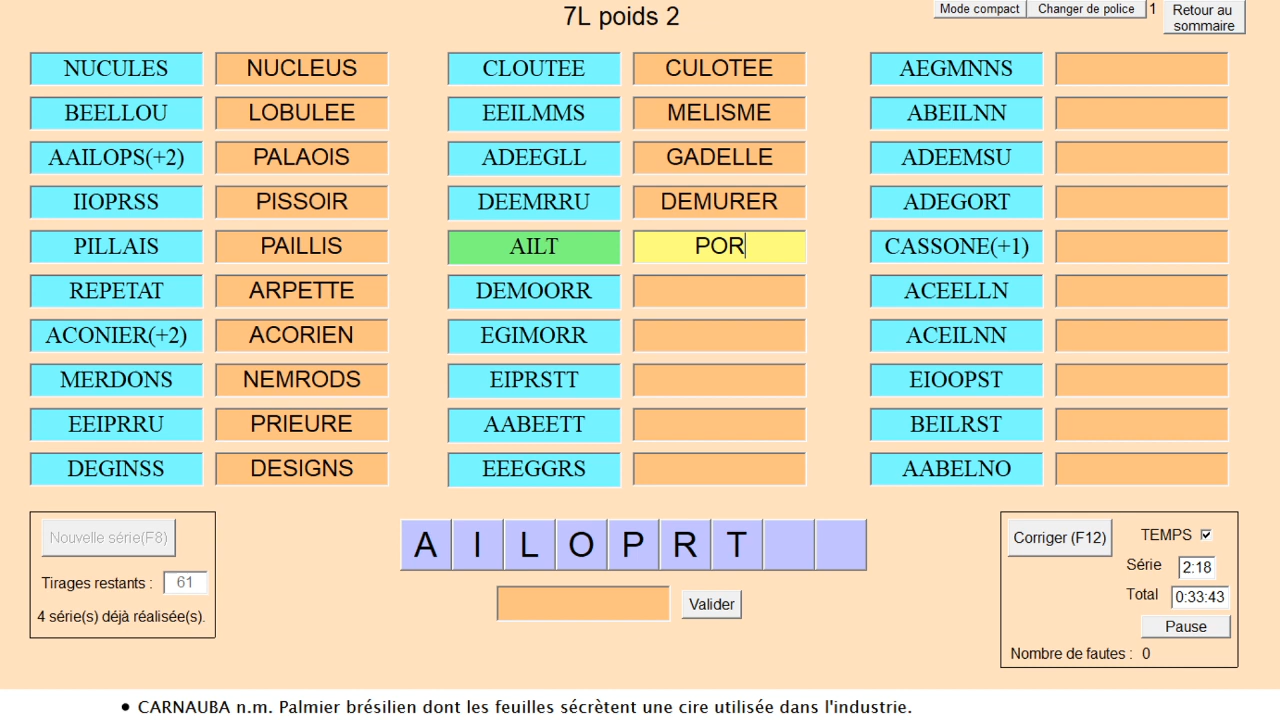 7L poids 2
Mode compact Changer de police 1 Retour au sommaire
NUCULES NUCLEUS CLOUTEE CULOTEE AEGMNNS
BEELLOU LOBULEE EEILMMS MELISME ABEILNN
AAILOPS(+2) PALAOIS ADEEGLL GADELLE ADEEMSU
IIOPRSS PISSOIR DEEMRRU DEMURER ADEGORT
PILLAIS PAILLIS AILT POR CASSONE(+1)
REPETAT ARPETTE DEMOORR ACEELLN
ACONIER(+2) ACORIEN EGIMORR ACEILNN
MERDONS NEMRODS EIPRSTT EIOOPST
EEIPRRU PRIEURE AABEETT BEILRST
DEGINSS DESIGNS EEEGGRS AABELNO
Nouvelle série(F8)
Tirages restants : 61
4 série(s) déjà réalisée(s).
A I L O P R T
Valider
Corriger (F12) TEMPS
Série 2:18
Total 0:33:43
Pause
Nombre de fautes : 0
• CARNAUBA n.m. Palmier brésilien dont les feuilles sécrètent une cire utilisée dans l'industrie.